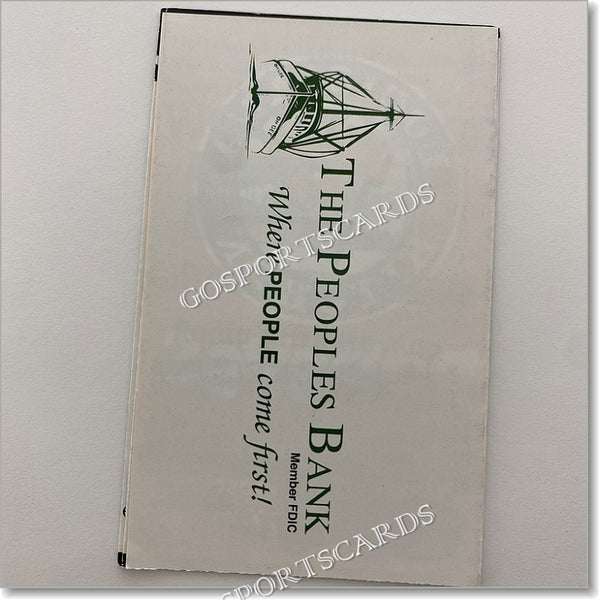 THE PEOPLES BANK
Member FDIC
Where PEOPLE come first!
GOSPORTSCARDS
GOSPORTSCARDS